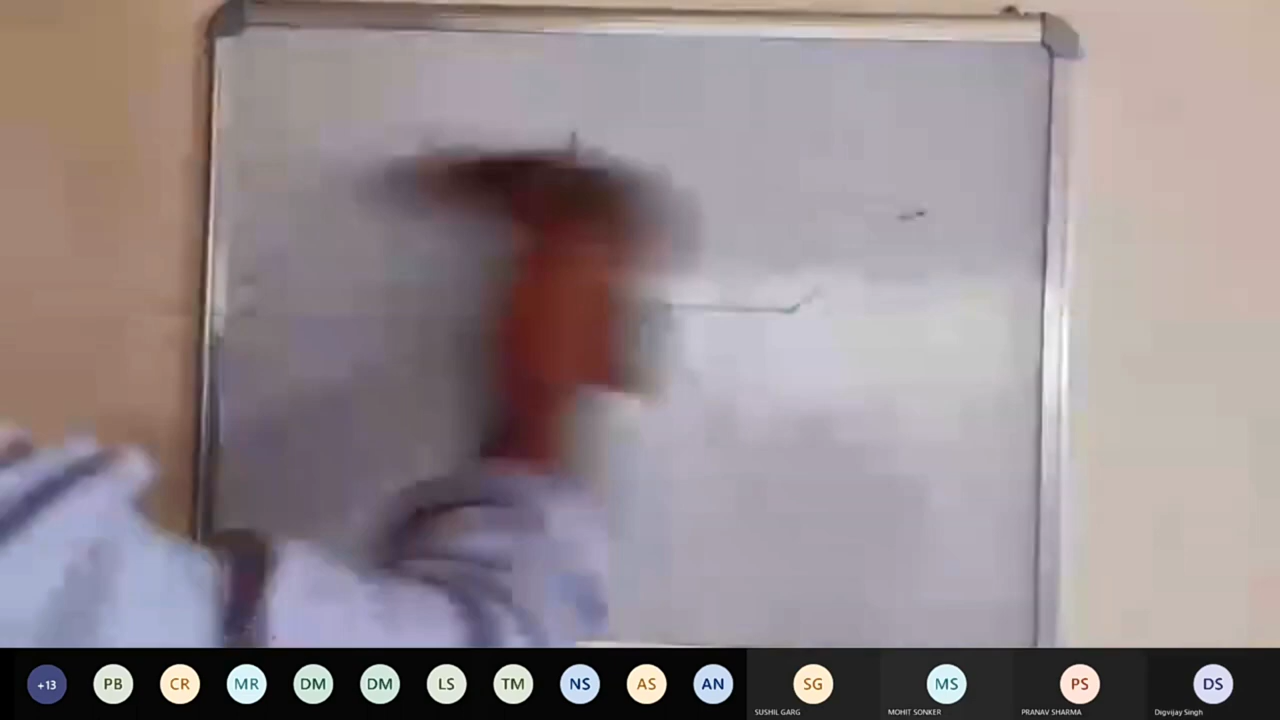 +13 PB CR MR DM DM LS TM NS AS AN SG MS PS DS
SUSHIL GARG MOHIT SONKER PRANAV SHARMA Digvijay Singh